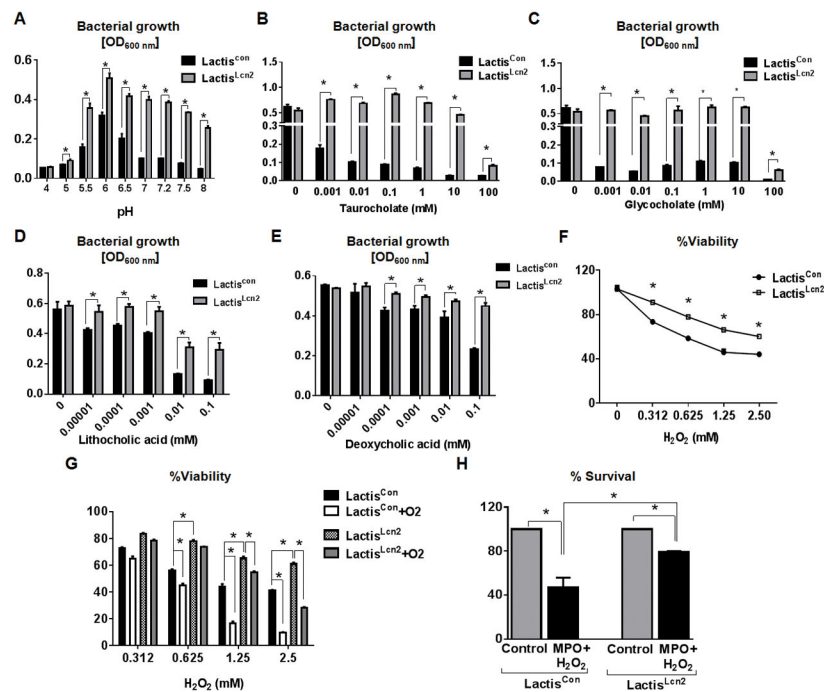 A
Bacterial growth
[OD600 nm]
Lactiscon
LactisLcn2
0.6
0.4
0.2
0.0
* * * * * * * *
4 5 5.5 6 6.5 7 7.2 7.5 8
pH
B
Bacterial growth
[OD600 nm]
LactisCon
LactisLcn2
1.5
1.0
0.5
0.3
0.2
0.1
0.0
* * * * * *
0 0.001 0.01 0.1 1 10 100
Taurocholate (mM)
C
Bacterial growth
[OD600 nm]
LactisCon
LactisLcn2
1.5
1.0
0.5
0.3
0.2
0.1
0.0
* * * * * *
0 0.001 0.01 0.1 1 10 100
Glycocholate (mM)
D
Bacterial growth
[OD600 nm]
Lactiscon
LactisLcn2
0.8
0.6
0.4
0.2
0.0
* * * * *
0 0.00001 0.0001 0.001 0.01 0.1
Lithocholic acid (mM)
E
Bacterial growth
[OD600 nm]
Lactiscon
LactisLcn2
0.6
0.4
0.2
0.0
* * * *
0 0.00001 0.0001 0.001 0.01 0.1
Deoxycholic acid (mM)
F
%Viability
LactisCon
LactisLcn2
120
80
40
0
* * * *
0 0.312 0.625 1.25 2.50
H2O2 (mM)
G
%Viability
LactisCon
LactisCon+O2
LactisLcn2
LactisLcn2+O2
100
80
60
40
20
0
* * * * * * * *
0.312 0.625 1.25 2.5
H2O2 (mM)
H
% Survival
120
80
40
0
* * *
Control MPO+ Control MPO+
H2O2 H2O2
LactisCon LactisLcn2